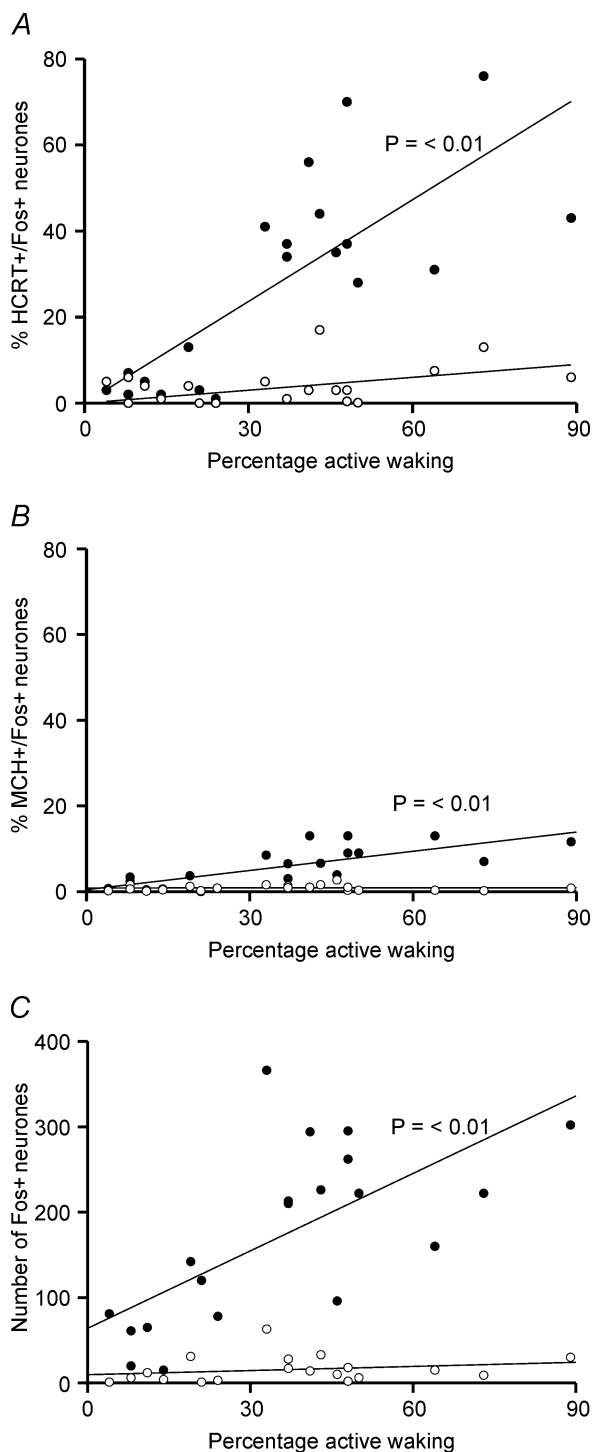 A
80
60
40
20
0
% HCRT+/Fos+ neurones
P = < 0.01
0 30 60 90
Percentage active waking
B
80
60
40
20
0
% MCH+/Fos+ neurones
P = < 0.01
0 30 60 90
Percentage active waking
C
400
300
200
100
0
Number of Fos+ neurones
P = < 0.01
0 30 60 90
Percentage active waking